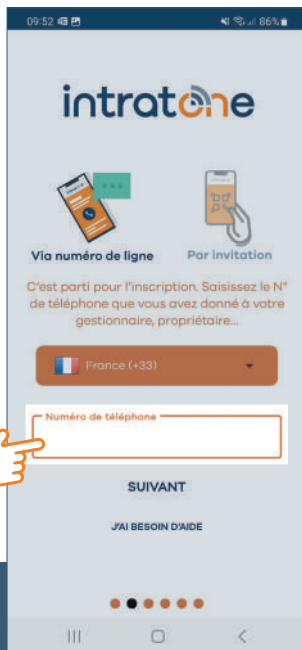 09:52
86%
intratone
Via numéro de ligne
Par invitation
C'est parti pour l'inscription. Saisissez le N°
de téléphone que vous avez donné à votre
gestionnaire, propriétaire...
France (+33)
Numéro de téléphone
SUIVANT
J'AI BESOIN D'AIDE